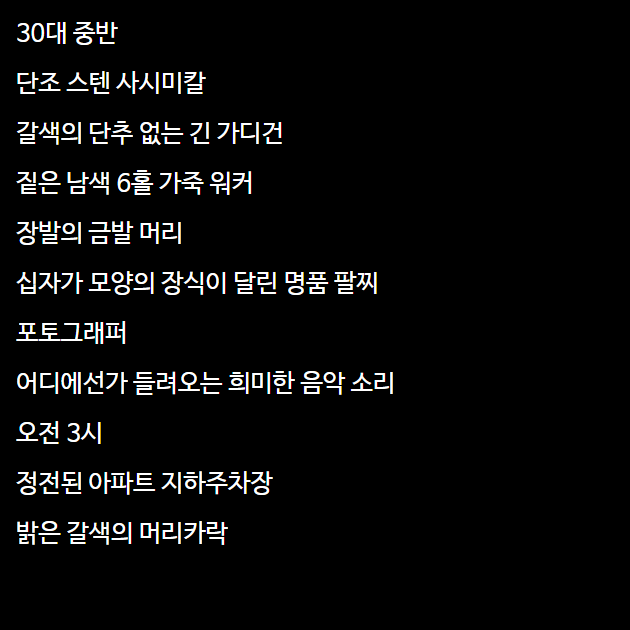 30대 중반
단조 스텐 사시미칼
갈색의 단추 없는 긴 가디건
짙은 남색 6홀 가죽 워커
장발의 금발 머리
십자가 모양의 장식이 달린 명품 팔찌
포토그래퍼
어디에선가 들려오는 희미한 음악 소리
오전 3시
정전된 아파트 지하주차장
밝은 갈색의 머리카락